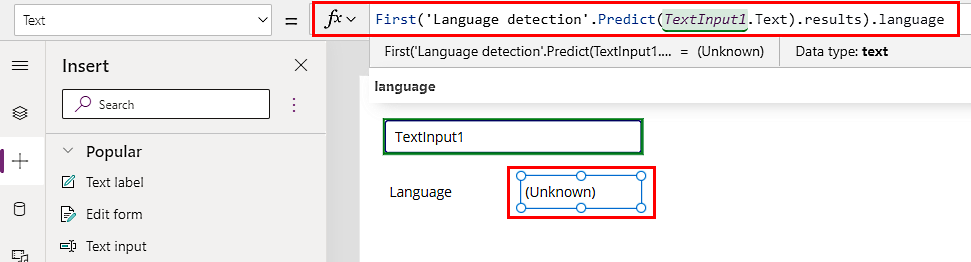 Text = fx First('Language detection'.Predict(TextInput1.Text).results).language
First('Language detection'.Predict(TextInput1.... = (Unknown) Data type: text
Insert
language
Search
TextInput1
Popular
Language (Unknown)
Text label
Edit form
Text input